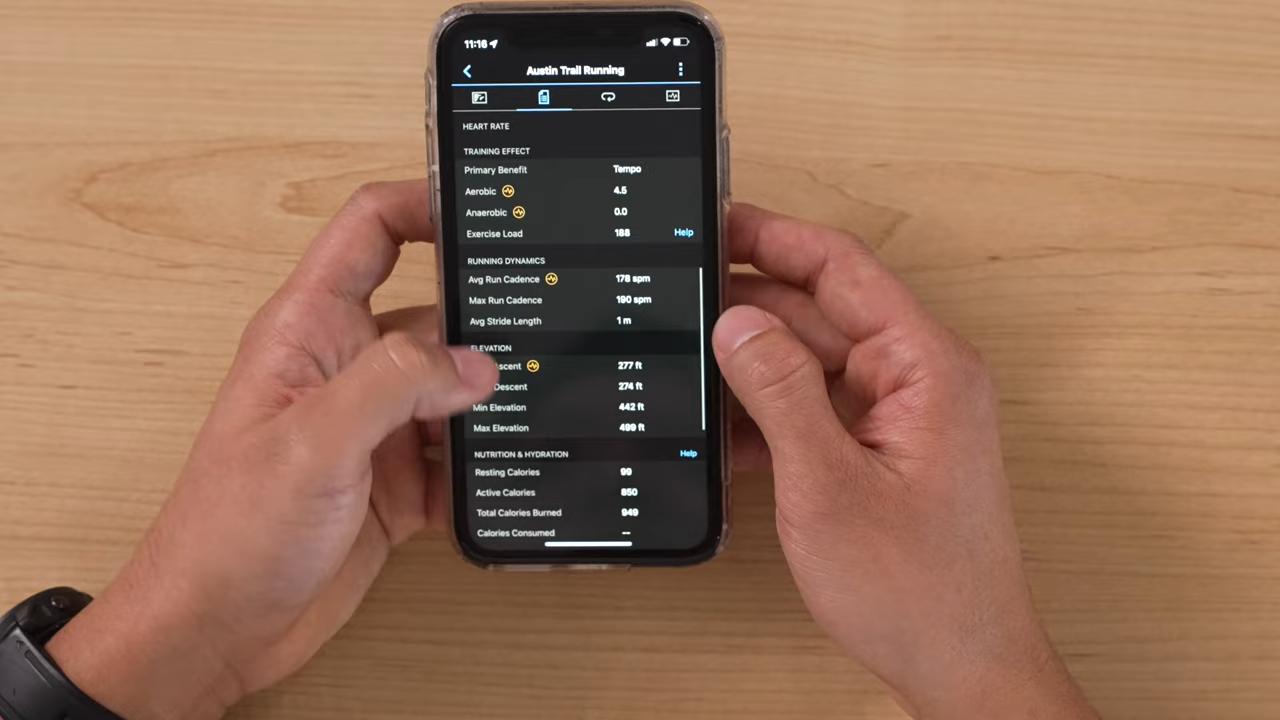 11:16
Austin Trail Running
HEART RATE
TRAINING EFFECT
Primary Benefit Tempo
Aerobic 4.5
Anaerobic 0.0
Exercise Load 188 Help
RUNNING DYNAMICS
Avg Run Cadence 178 spm
Max Run Cadence 190 spm
Avg Stride Length 1 m
ELEVATION
Ascent 277 ft
Descent 274 ft
Min Elevation 442 ft
Max Elevation 499 ft
NUTRITION & HYDRATION Help
Resting Calories 99
Active Calories 850
Total Calories Burned 949
Calories Consumed --